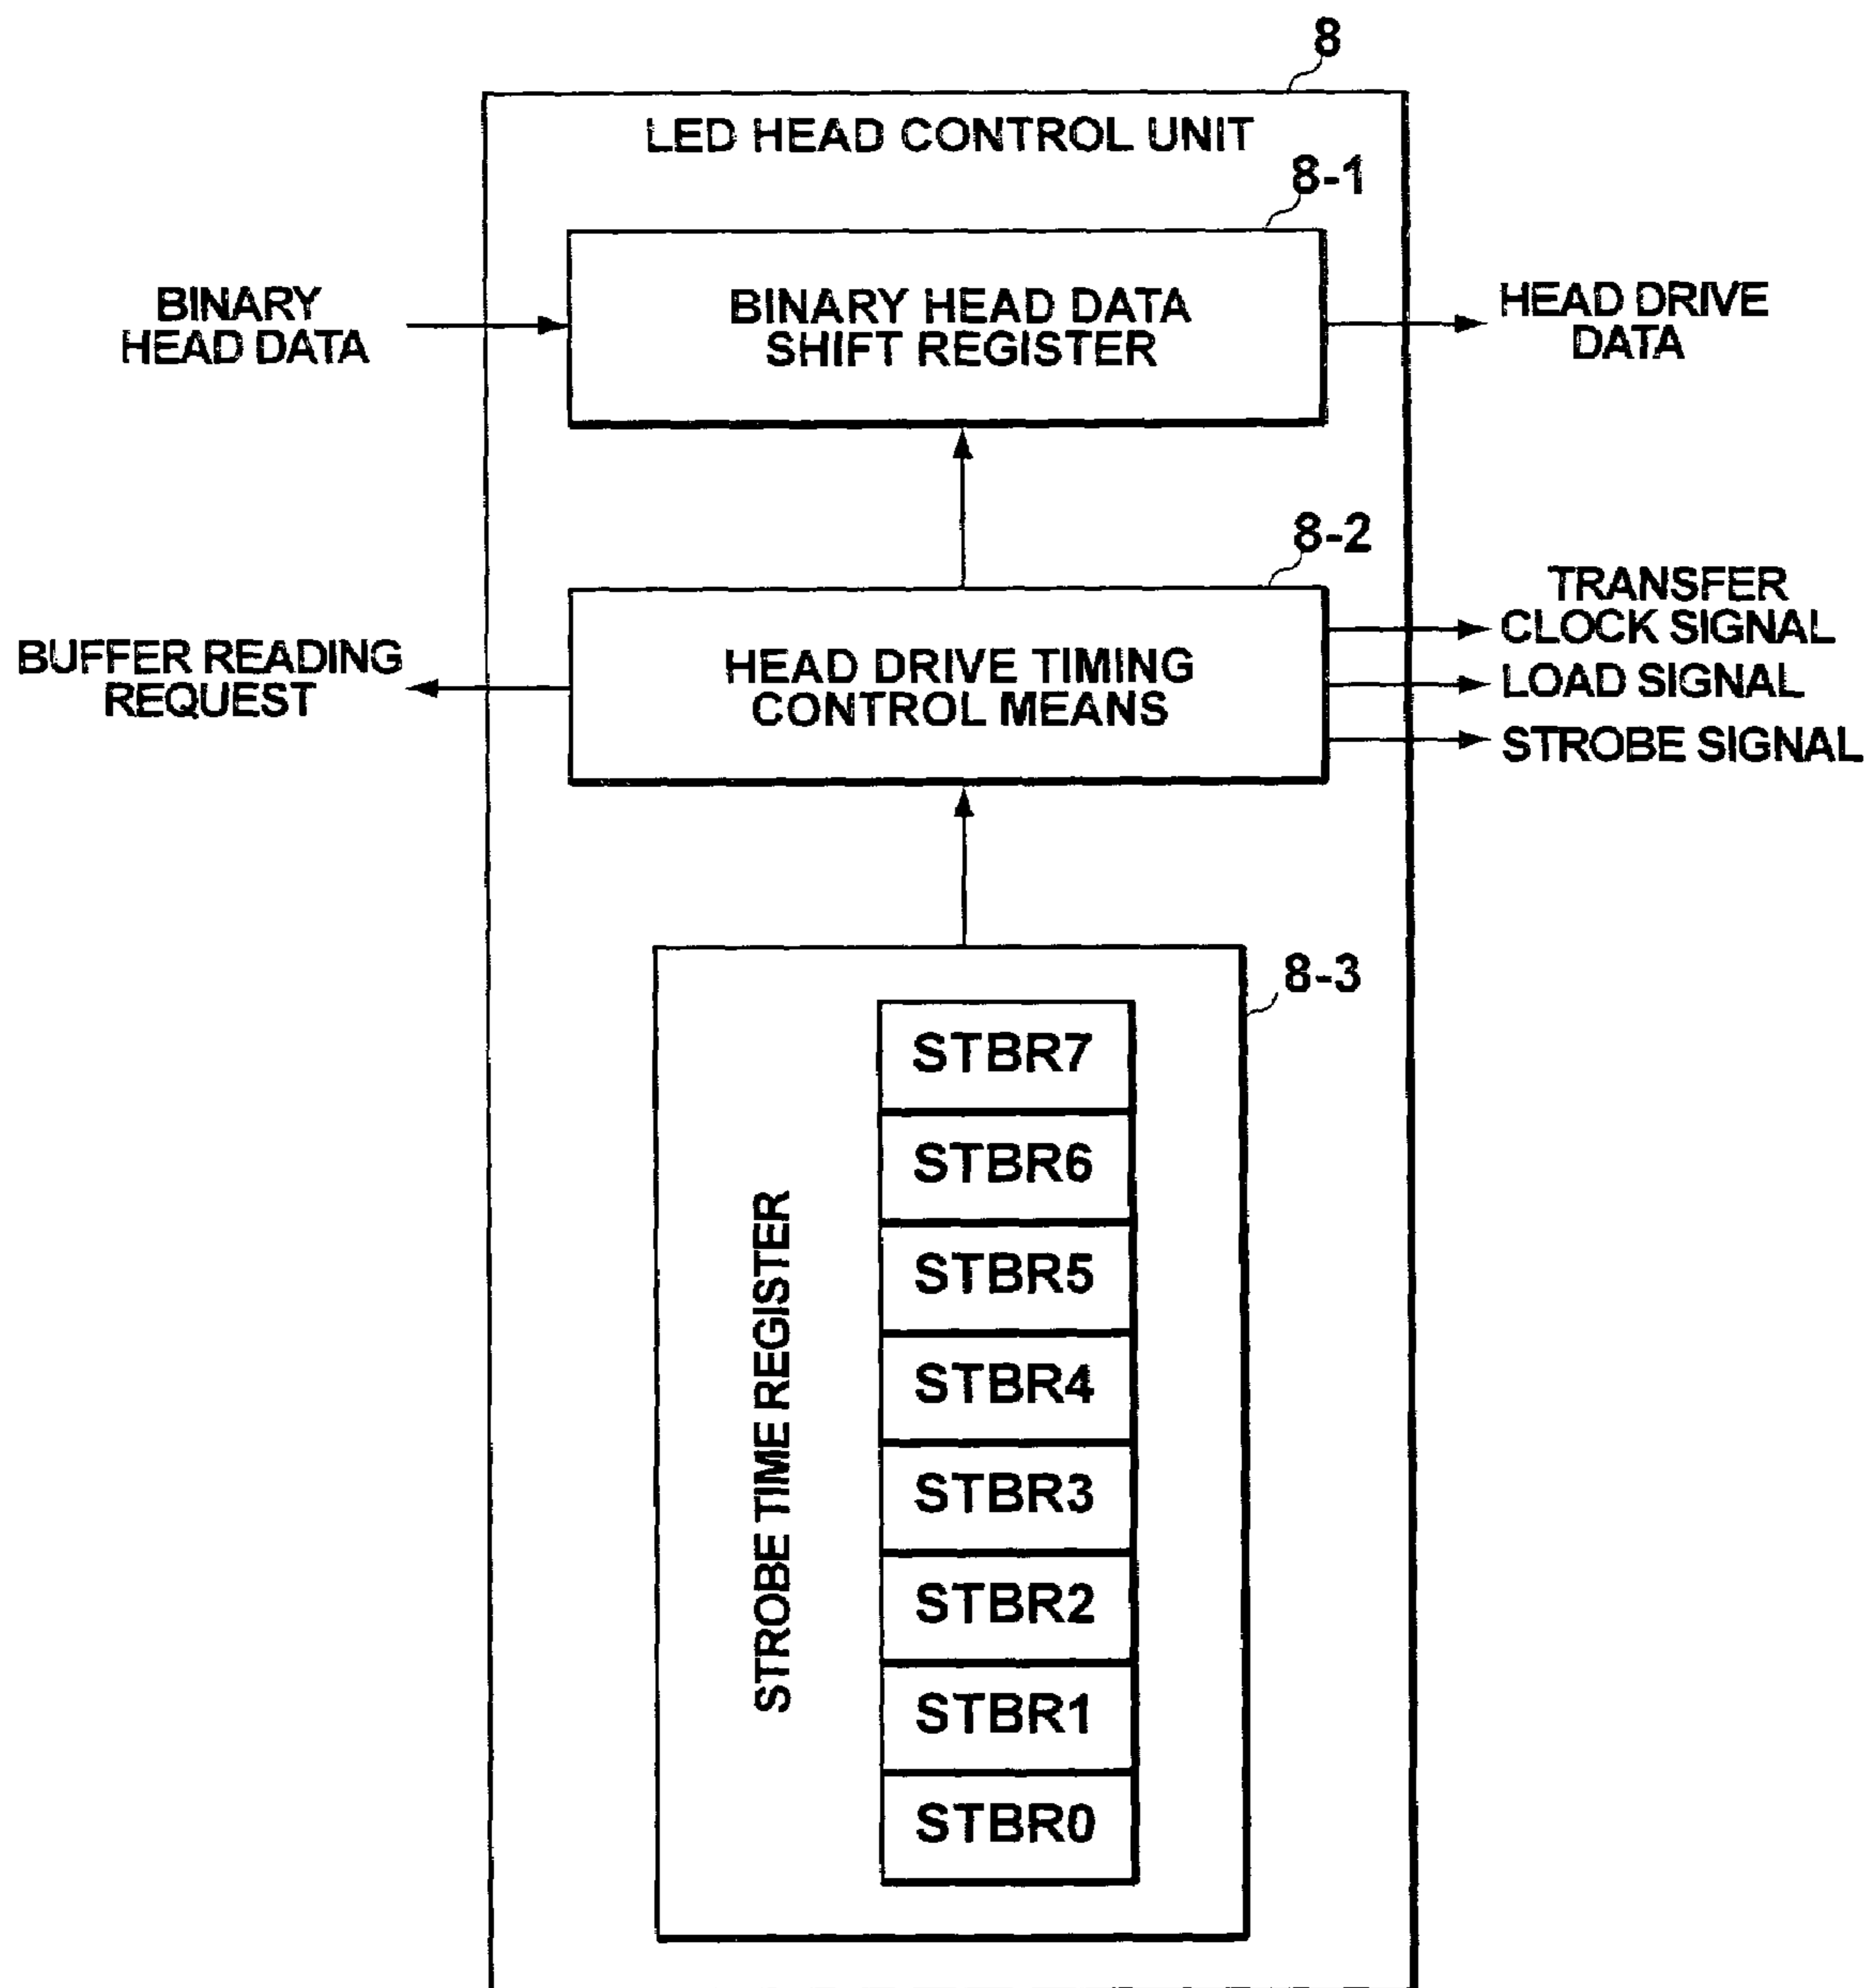 8
LED HEAD CONTROL UNIT
8-1
BINARY
HEAD DATA
BINARY HEAD DATA
SHIFT REGISTER
HEAD DRIVE
DATA
8-2
BUFFER READING
REQUEST
HEAD DRIVE TIMING
CONTROL MEANS
TRANSFER
CLOCK SIGNAL
LOAD SIGNAL
STROBE SIGNAL
8-3
STROBE TIME REGISTER
STBR7
STBR6
STBR5
STBR4
STBR3
STBR2
STBR1
STBR0